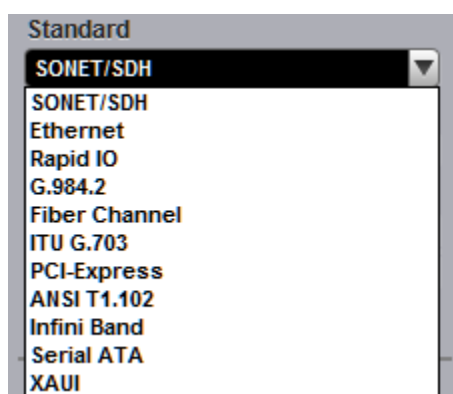 Standard
SONET/SDH
SONET/SDH
Ethernet
Rapid IO
G.984.2
Fiber Channel
ITU G.703
PCI-Express
ANSI T1.102
Infini Band
Serial ATA
XAUI